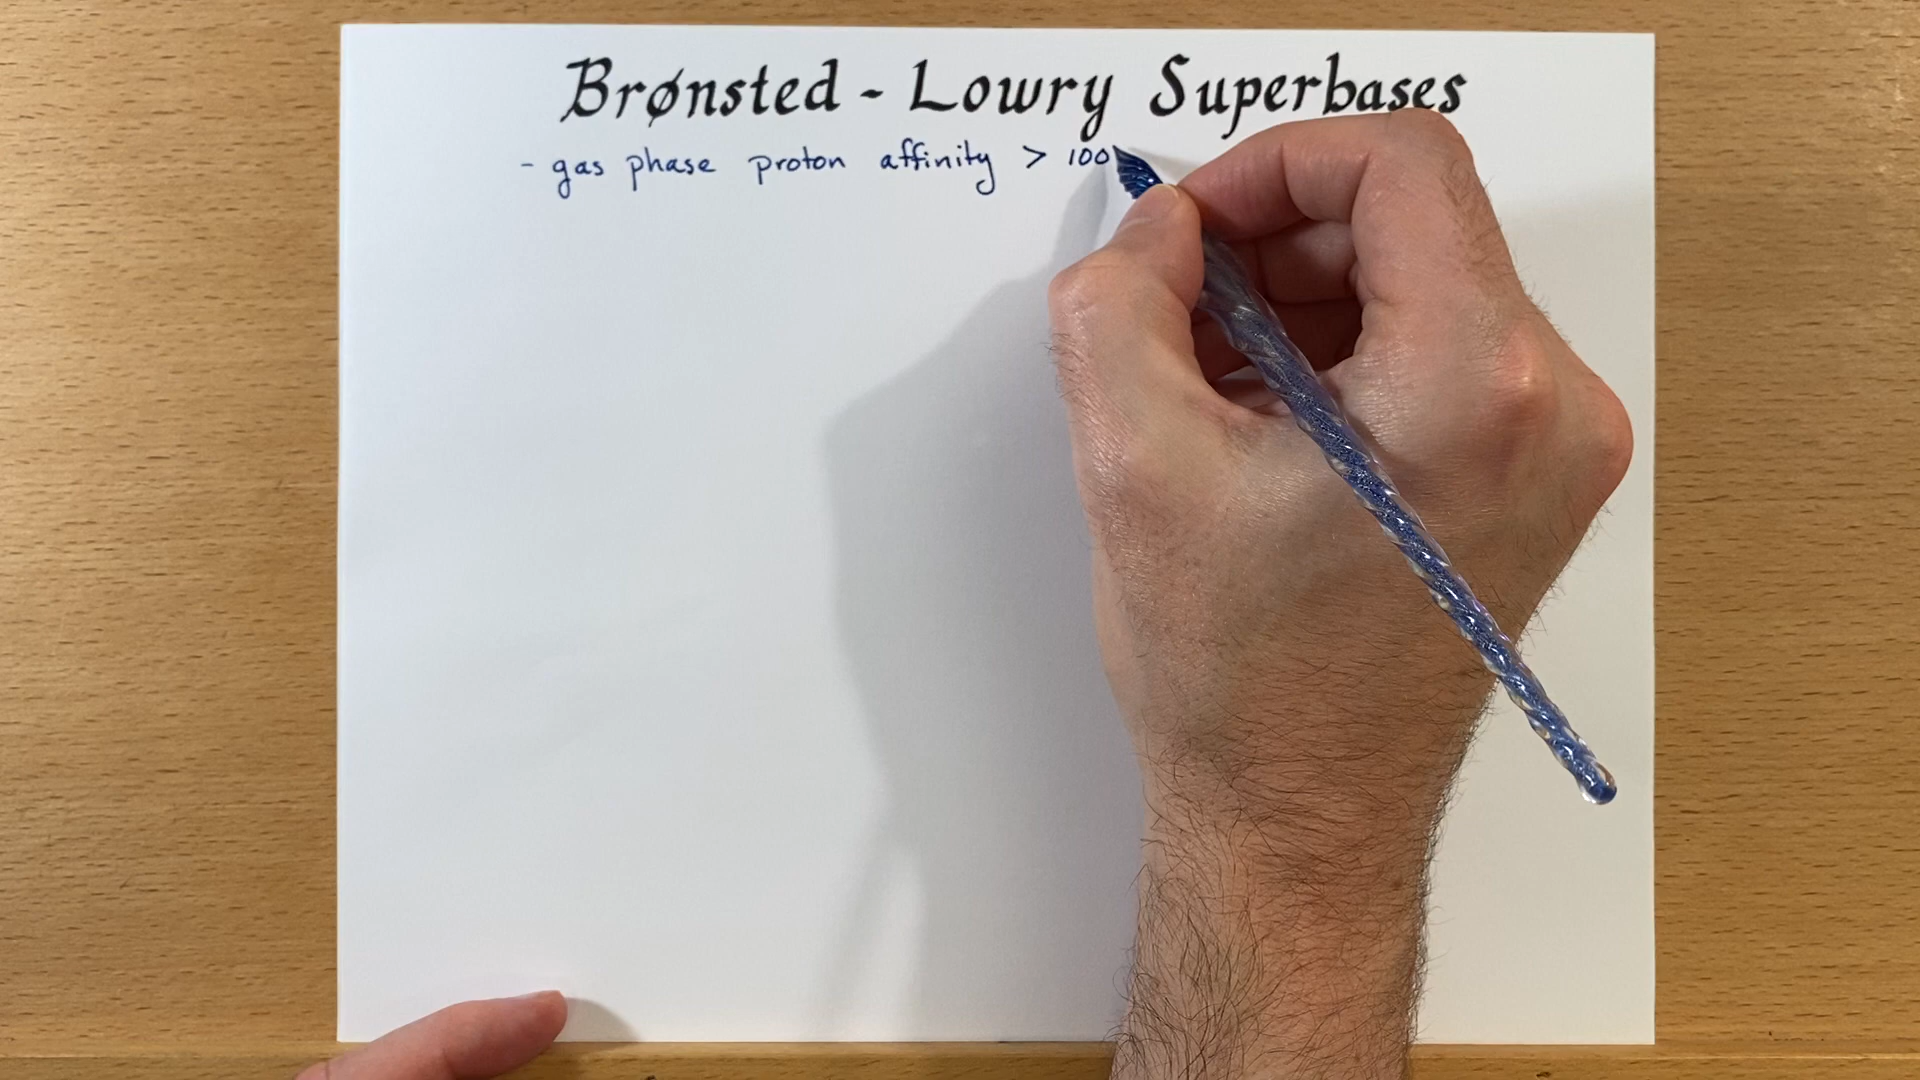 Brønsted - Lowry Superbases
- gas phase proton affinity > 100